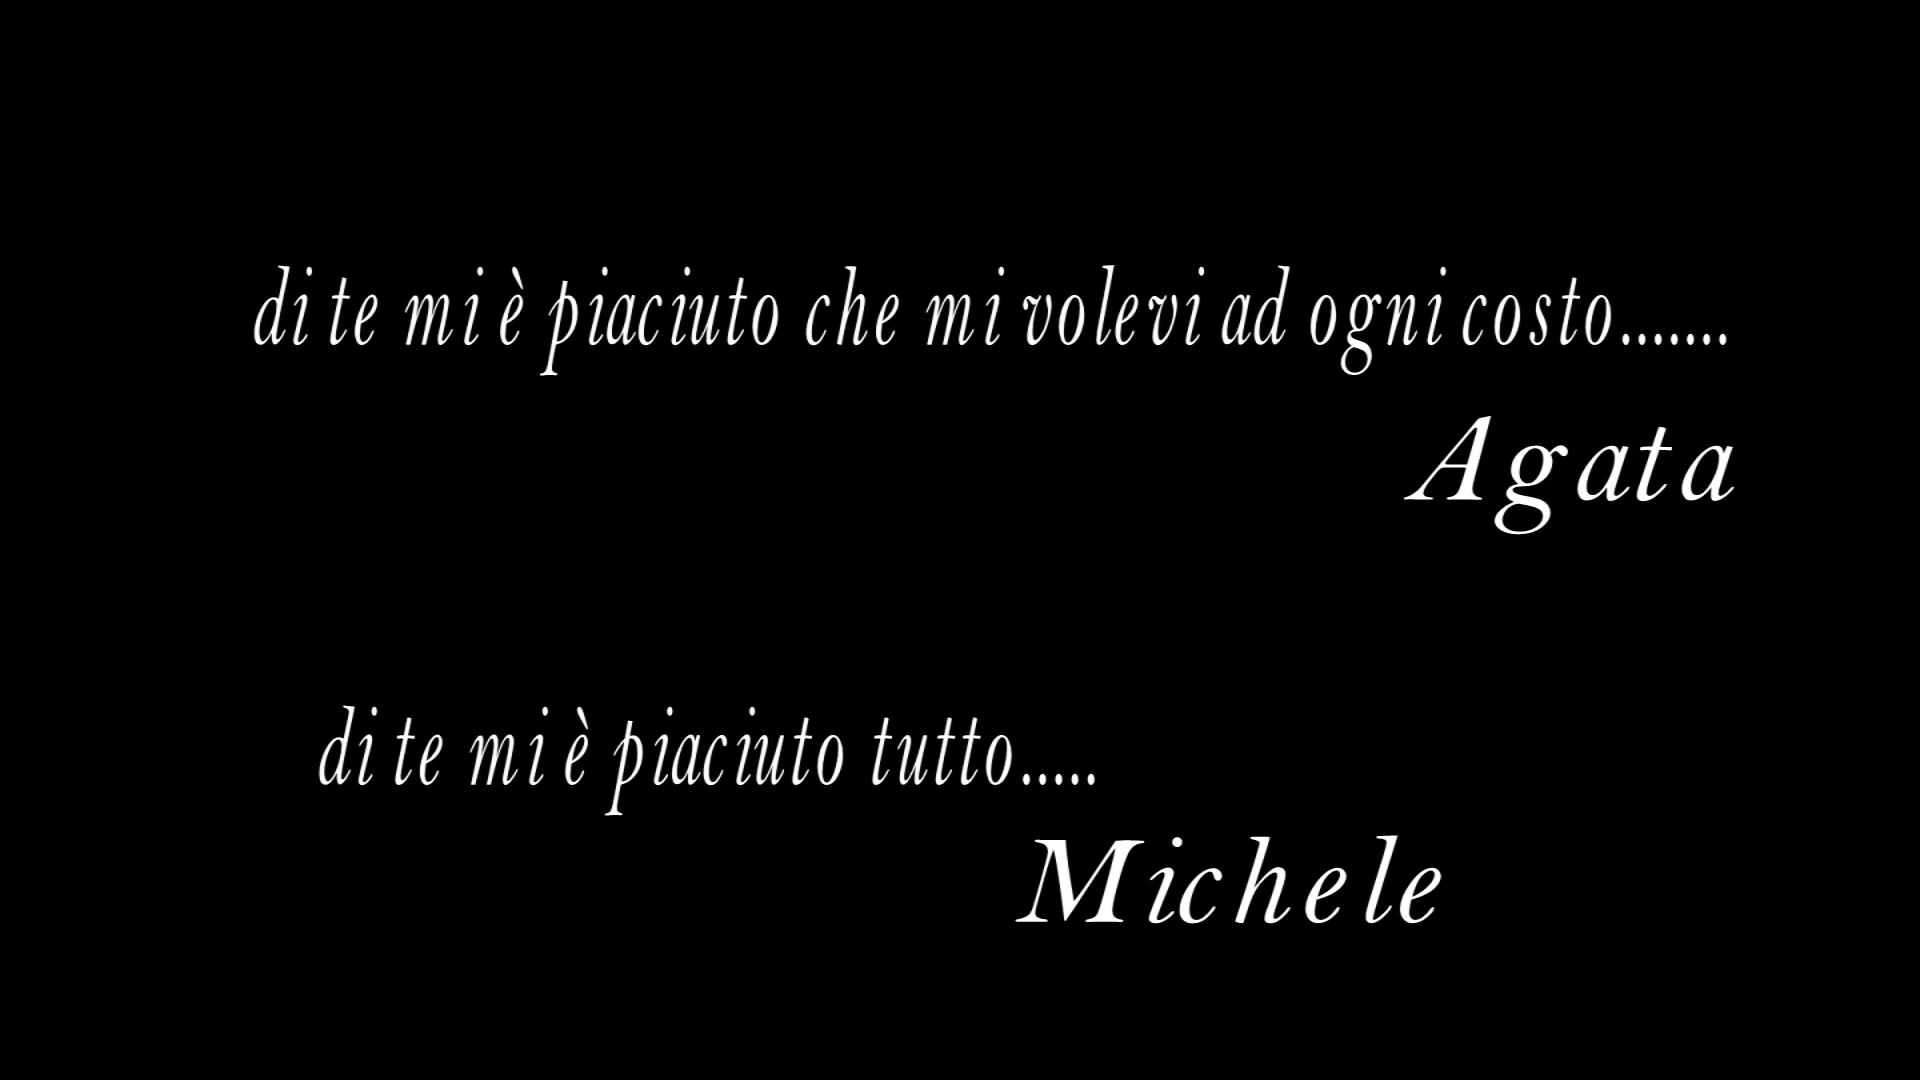 di te mi è piaciuto che mi volevi ad ogni costo.......
Agata
di te mi è piaciuto tutto.....
Michele